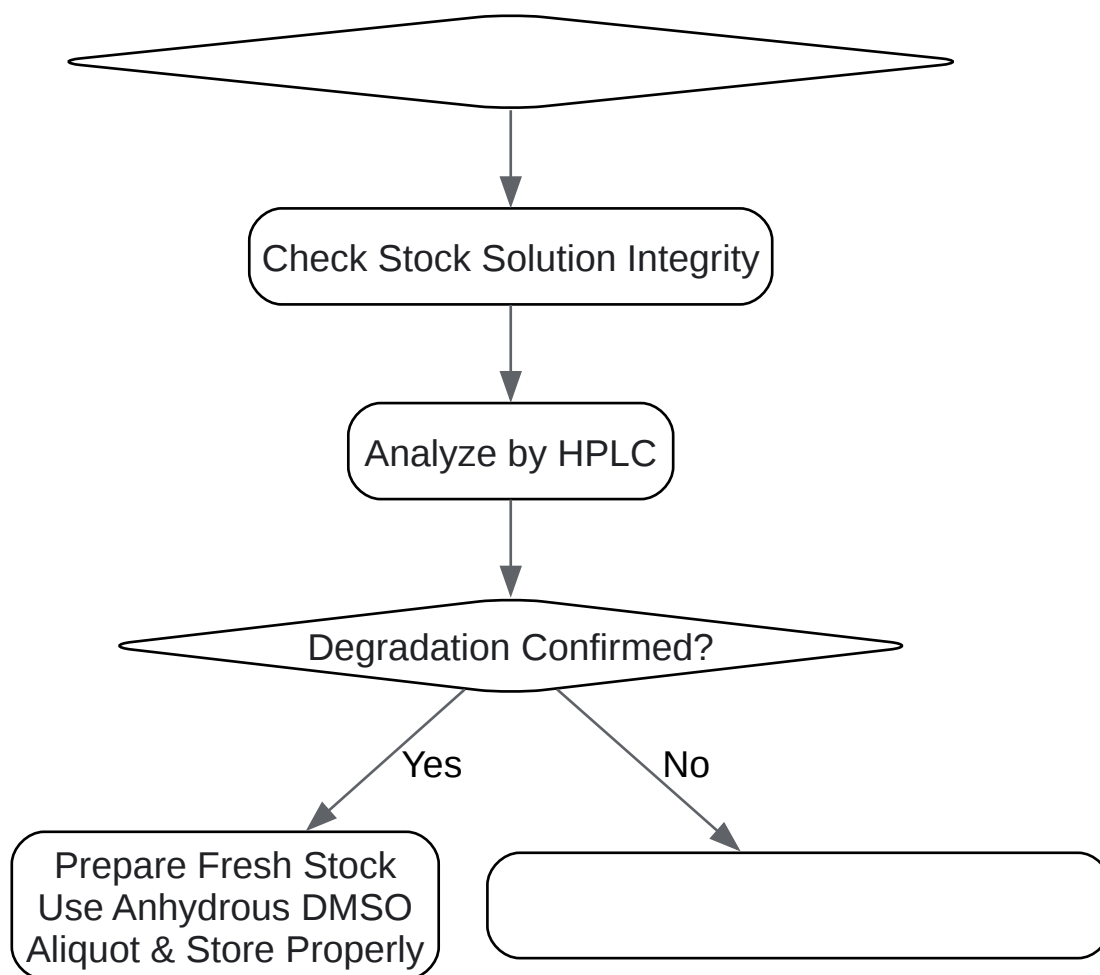 Check Stock Solution Integrity
Analyze by HPLC
Degradation Confirmed?
Yes
No
Prepare Fresh Stock
Use Anhydrous DMSO
Aliquot & Store Properly